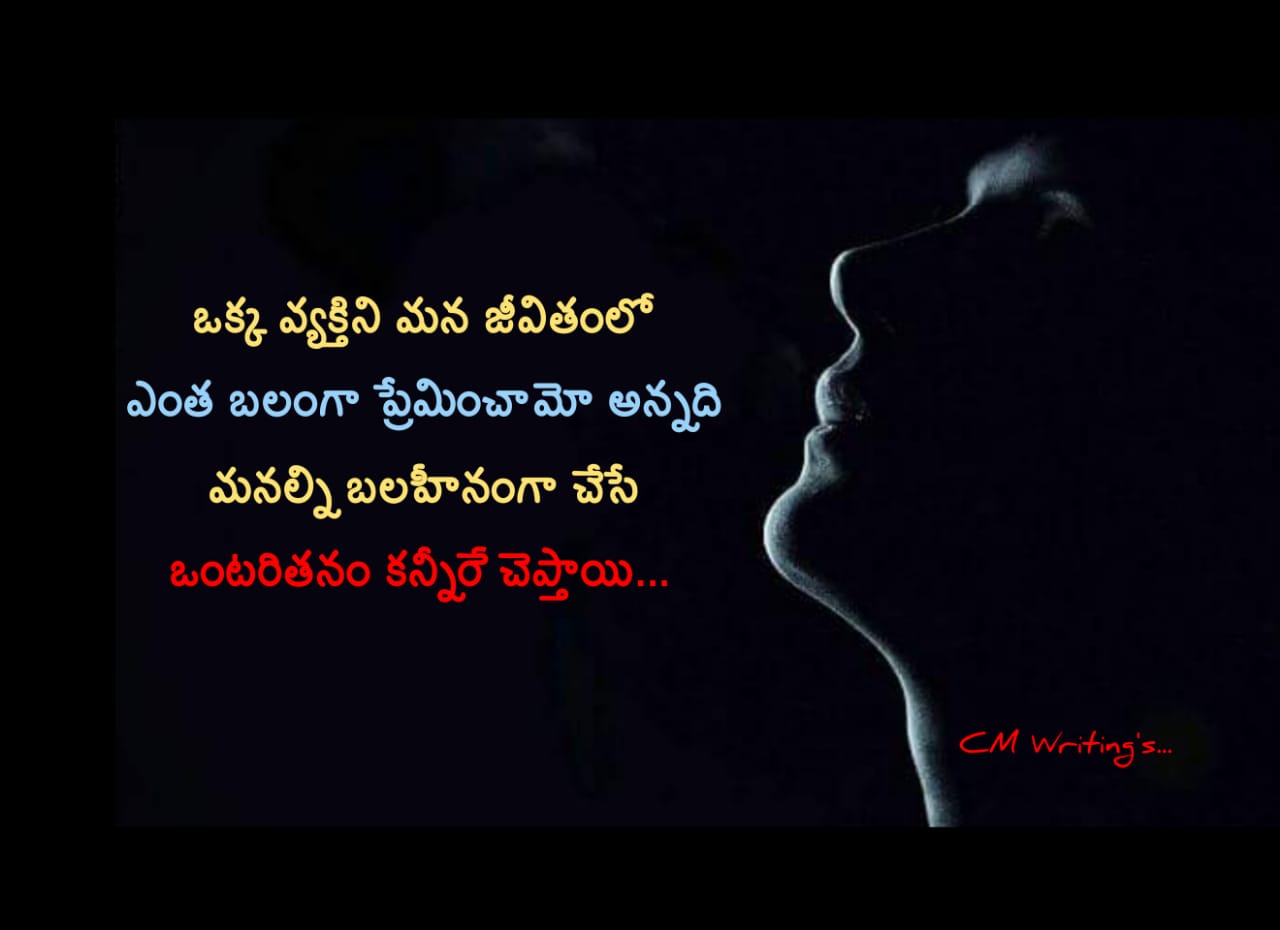 ఒక్క వ్యక్తిని మన జీవితంలో
ఎంత బలంగా ప్రేమించామో అన్నది
మనల్ని బలహీనంగా చేసే
ఒంటరితనం కన్నీరే చెప్తాయి...
CM Writing's...